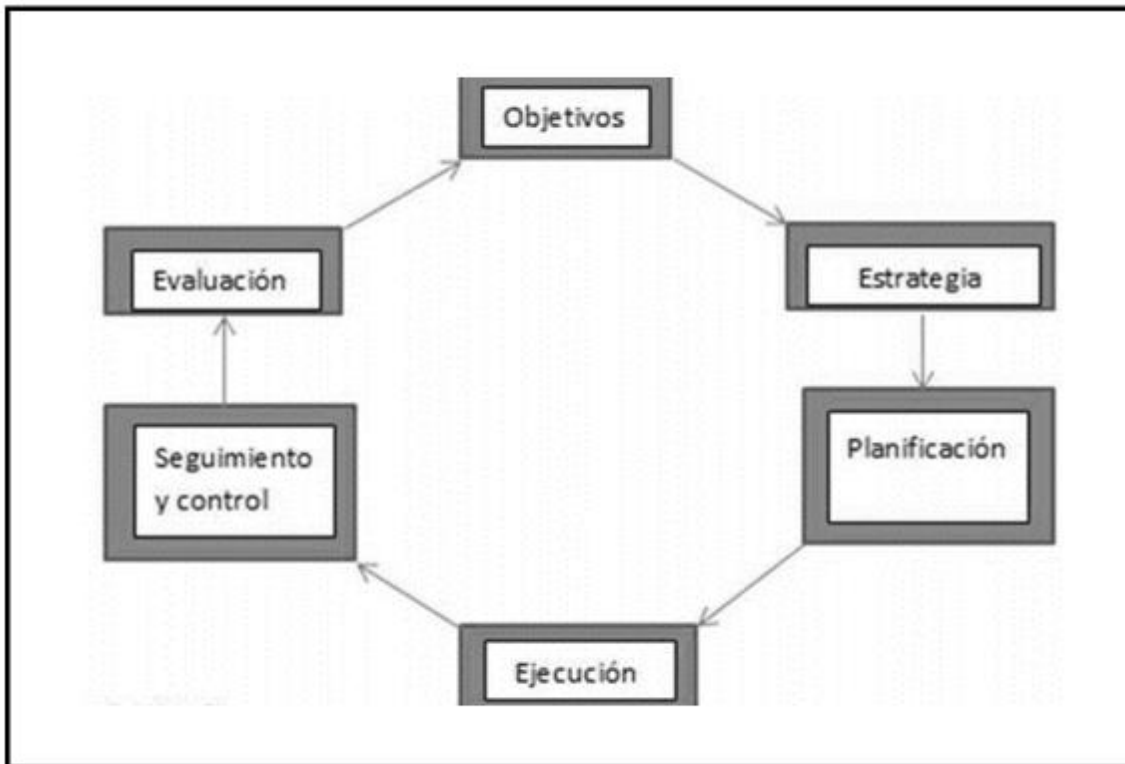 Objetivos
Estrategia
Planificación
Ejecución
Seguimiento
y control
Evaluación